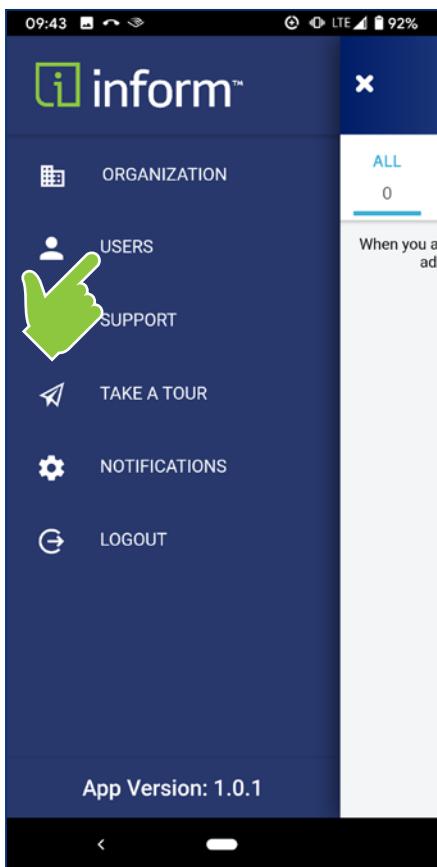 09:43 LTE 92%
inform™
ORGANIZATION
USERS
SUPPORT
TAKE A TOUR
NOTIFICATIONS
LOGOUT
App Version: 1.0.1
ALL
0
When you a
ad